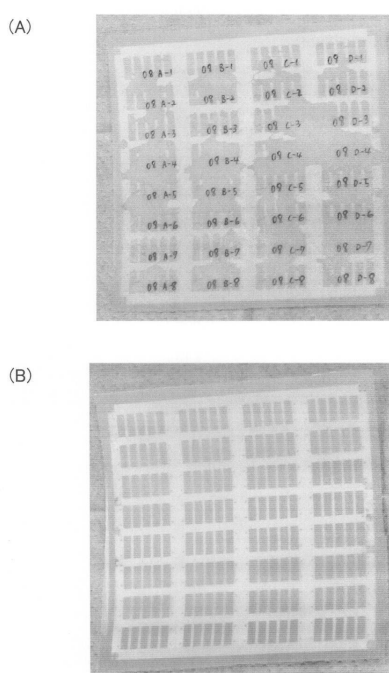 (A)
08 A-1 08 B-1 08 C-1 08 D-1
08 B-2 08 B-2 08 C-2 08 D-2
08 A-3 08 B-3 08 C-3 08 D-3
08 A-4 08 B-4 08 C-4 08 D-4
08 A-5 08 B-5 08 C-5 08 D-5
08 A-6 08 B-6 08 C-6 08 D-6
08 A-7 08 B-7 08 C-7 08 D-7
08 A-8 08 B-8 08 C-8 08 D-8
(B)